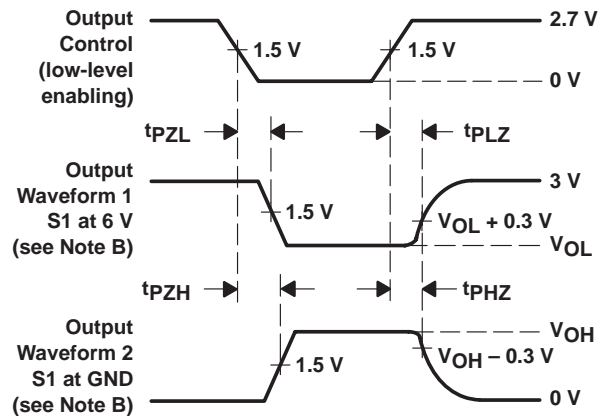 Output
Control
(low-level
enabling)
2.7 V
1.5 V
1.5 V
0 V
tPZL
tPLZ
Output
Waveform 1
S1 at 6 V
(see Note B)
3 V
1.5 V
VOL + 0.3 V
VOL
tPZH
tPHZ
Output
Waveform 2
S1 at GND
(see Note B)
VOH
1.5 V
VOH – 0.3 V
0 V